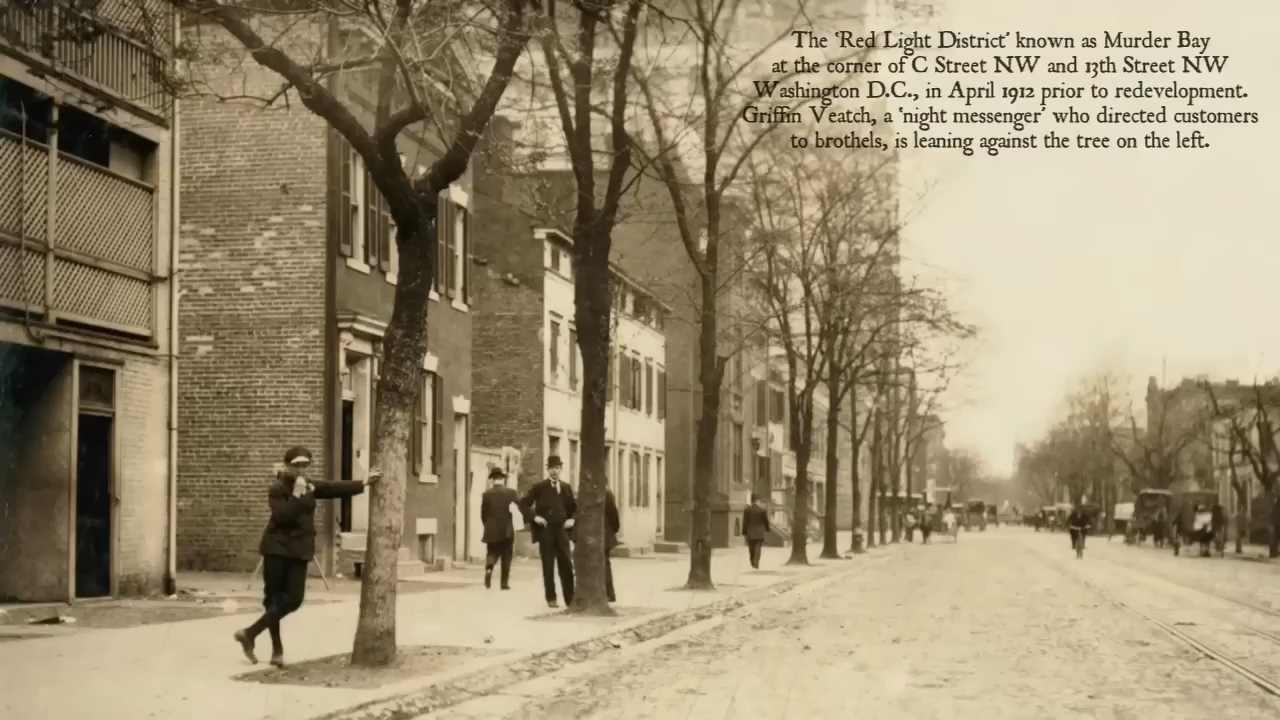 The ‘Red Light District’ known as Murder Bay
at the corner of C Street NW and 13th Street NW
Washington D.C., in April 1912 prior to redevelopment.
Griffin Veatch, a ‘night messenger’ who directed customers
to brothels, is leaning against the tree on the left.